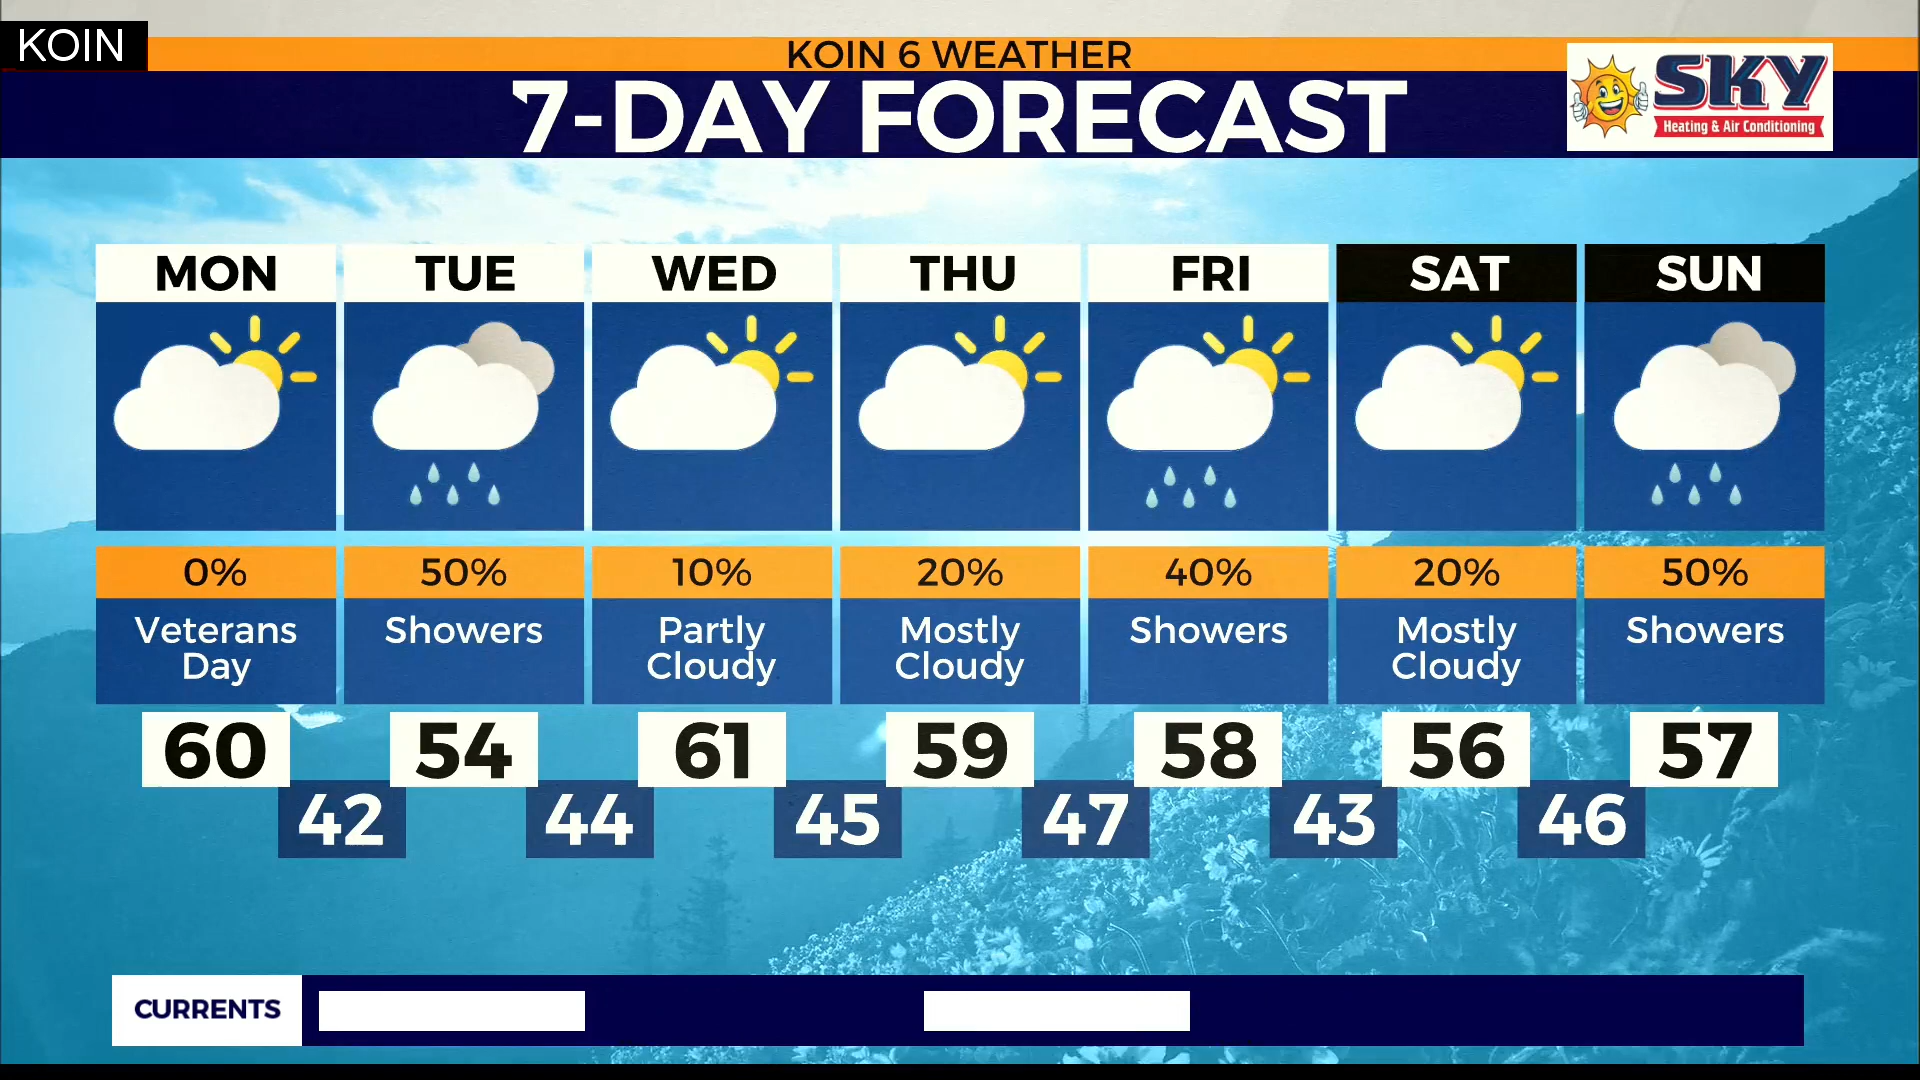 KOIN
KOIN 6 WEATHER
7-DAY FORECAST
SKY
Heating & Air Conditioning
MON TUE WED THU FRI SAT SUN
0% 50% 10% 20% 40% 20% 50%
Veterans Showers Partly Mostly Showers Mostly Showers
Day Cloudy Cloudy Cloudy
60 54 61 59 58 56 57
42 44 45 47 43 46
CURRENTS